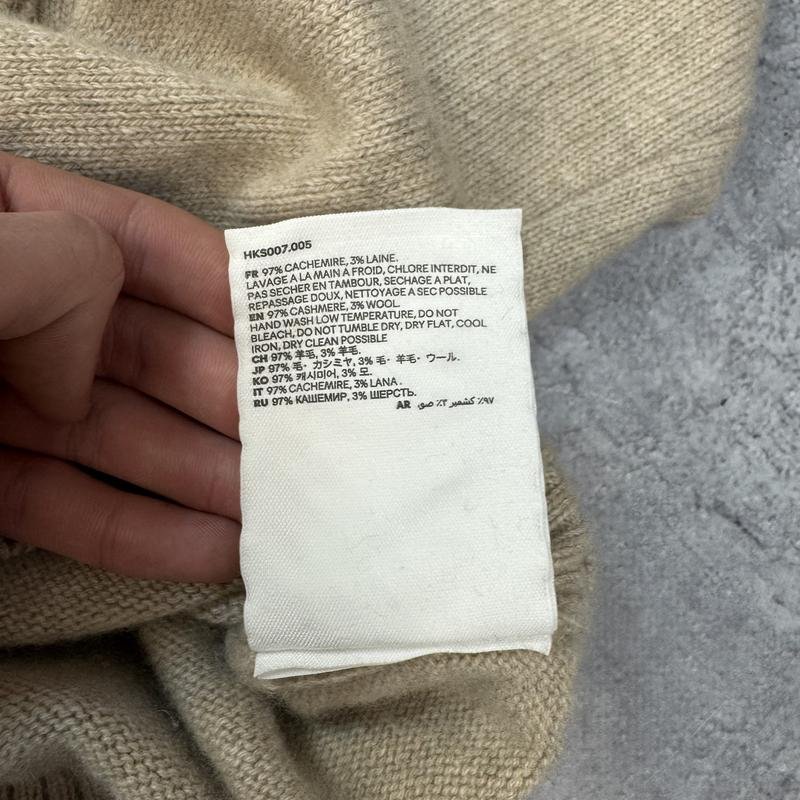 HKS007.005
FR 97% CACHEMIRE, 3% LAINE.
LAVAGE A LA MAIN À FROID, CHLORE INTERDIT, NE
PAS SECHER EN TAMBOUR, SECHAGE A PLAT,
REPASSAGE DOUX, NETTOYAGE A SEC POSSIBLE
EN 97% CASHMERE, 3% WOOL.
HAND WASH LOW TEMPERATURE, DO NOT
BLEACH, DO NOT TUMBLE DRY, DRY FLAT, COOL
IRON, DRY CLEAN POSSIBLE
CH 97% 羊毛, 3% 羊毛.
JP 97% 毛・カシミヤ, 3% 毛・羊毛・ウール.
KO 97% 캐시미어, 3% 모.
IT 97% CACHEMIRE, 3% LANA .
RU 97% КАШЕМИР, 3% ШЕРСТЬ.
AR ٩٧٪ كشمير ٣٪ صو